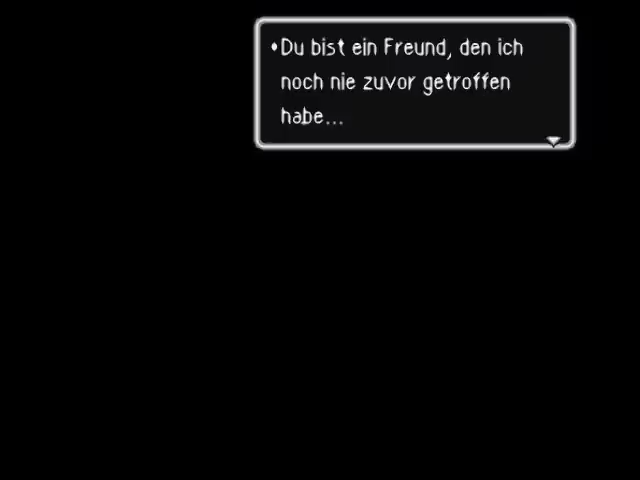 •Du bist ein Freund, den ich
noch nie zuvor getroffen
habe...